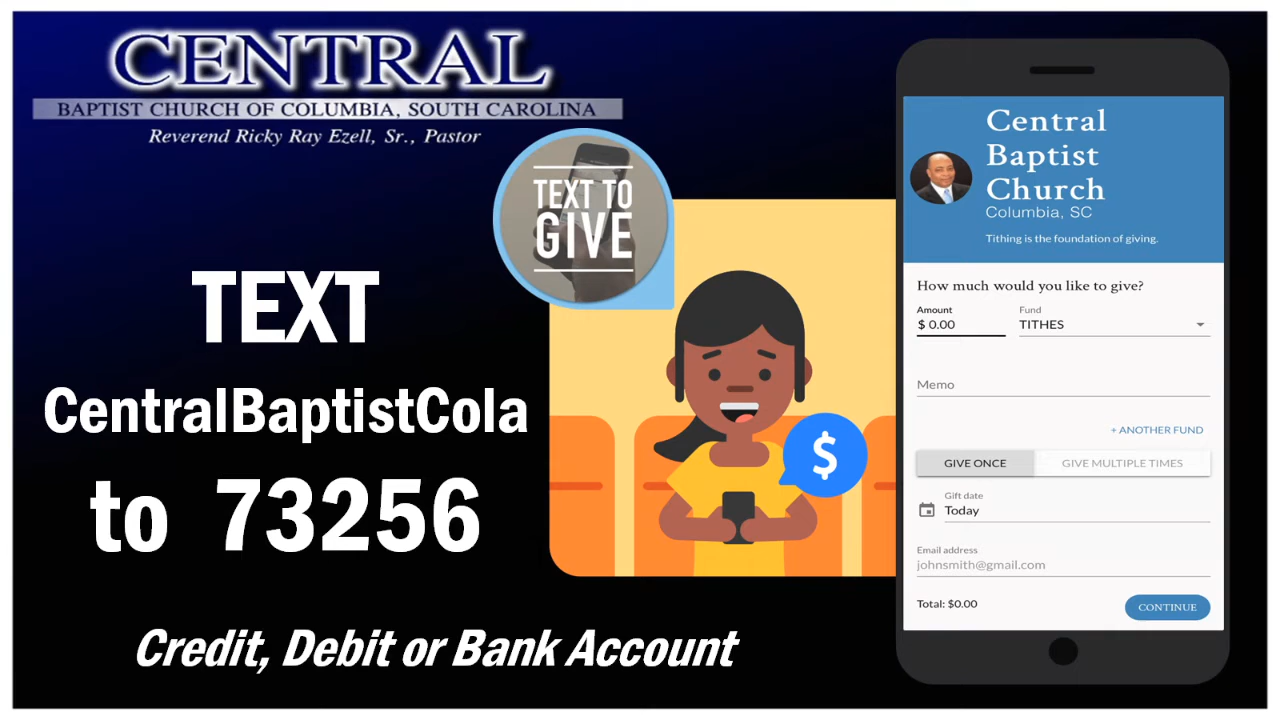 CENTRAL
BAPTIST CHURCH OF COLUMBIA, SOUTH CAROLINA
Reverend Ricky Ray Ezell, Sr., Pastor
TEXT TO
GIVE
TEXT
CentralBaptistCola
to 73256
Credit, Debit or Bank Account
$
Central
Baptist
Church
Columbia, SC
Tithing is the foundation of giving.
How much would you like to give?
Amount Fund
$ 0.00 TITHES
Memo
+ ANOTHER FUND
GIVE ONCE GIVE MULTIPLE TIMES
Gift date
Today
Email address
johnsmith@gmail.com
Total: $0.00 CONTINUE